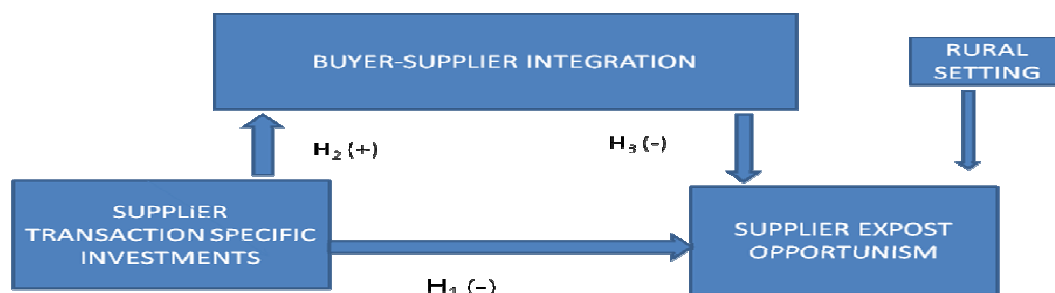 BUYER-SUPPLIER INTEGRATION
RURAL
SETTING
H₂ (+)
H₃ (-)
SUPPLiER
TRANSACTION SPECIFIC
INVESTMENTS
SUPPLIER EXPOST
OPPORTUNISM
H₁ (-)